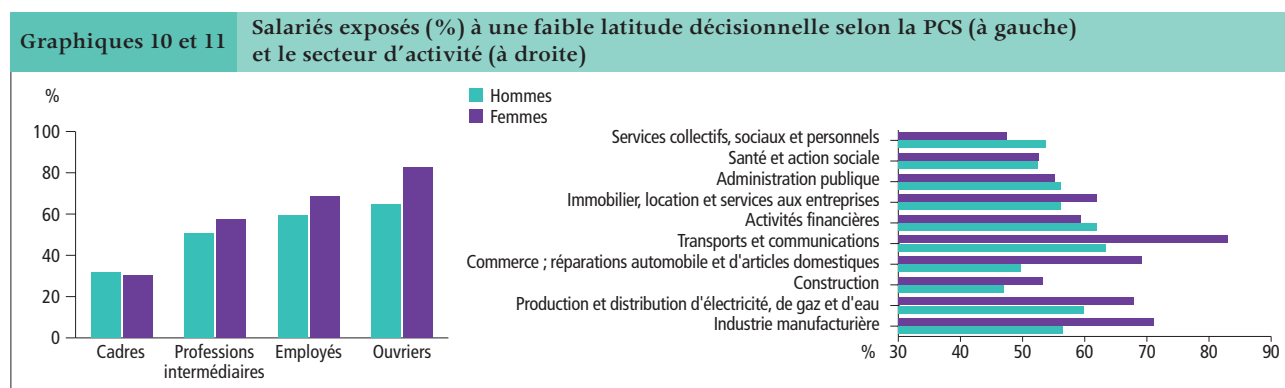 Graphiques 10 et 11
Salariés exposés (%) à une faible latitude décisionnelle selon la PCS (à gauche)
et le secteur d'activité (à droite)
%
100
80
60
40
20
0
Cadres
Professions
intermédiaires
Employés
Ouvriers
Hommes
Femmes
Services collectifs, sociaux et personnels
Santé et action sociale
Administration publique
Immobilier, location et services aux entreprises
Activités financières
Transports et communications
Commerce ; réparations automobile et d'articles domestiques
Construction
Production et distribution d'électricité, de gaz et d'eau
Industrie manufacturière
% 30 40 50 60 70 80 90